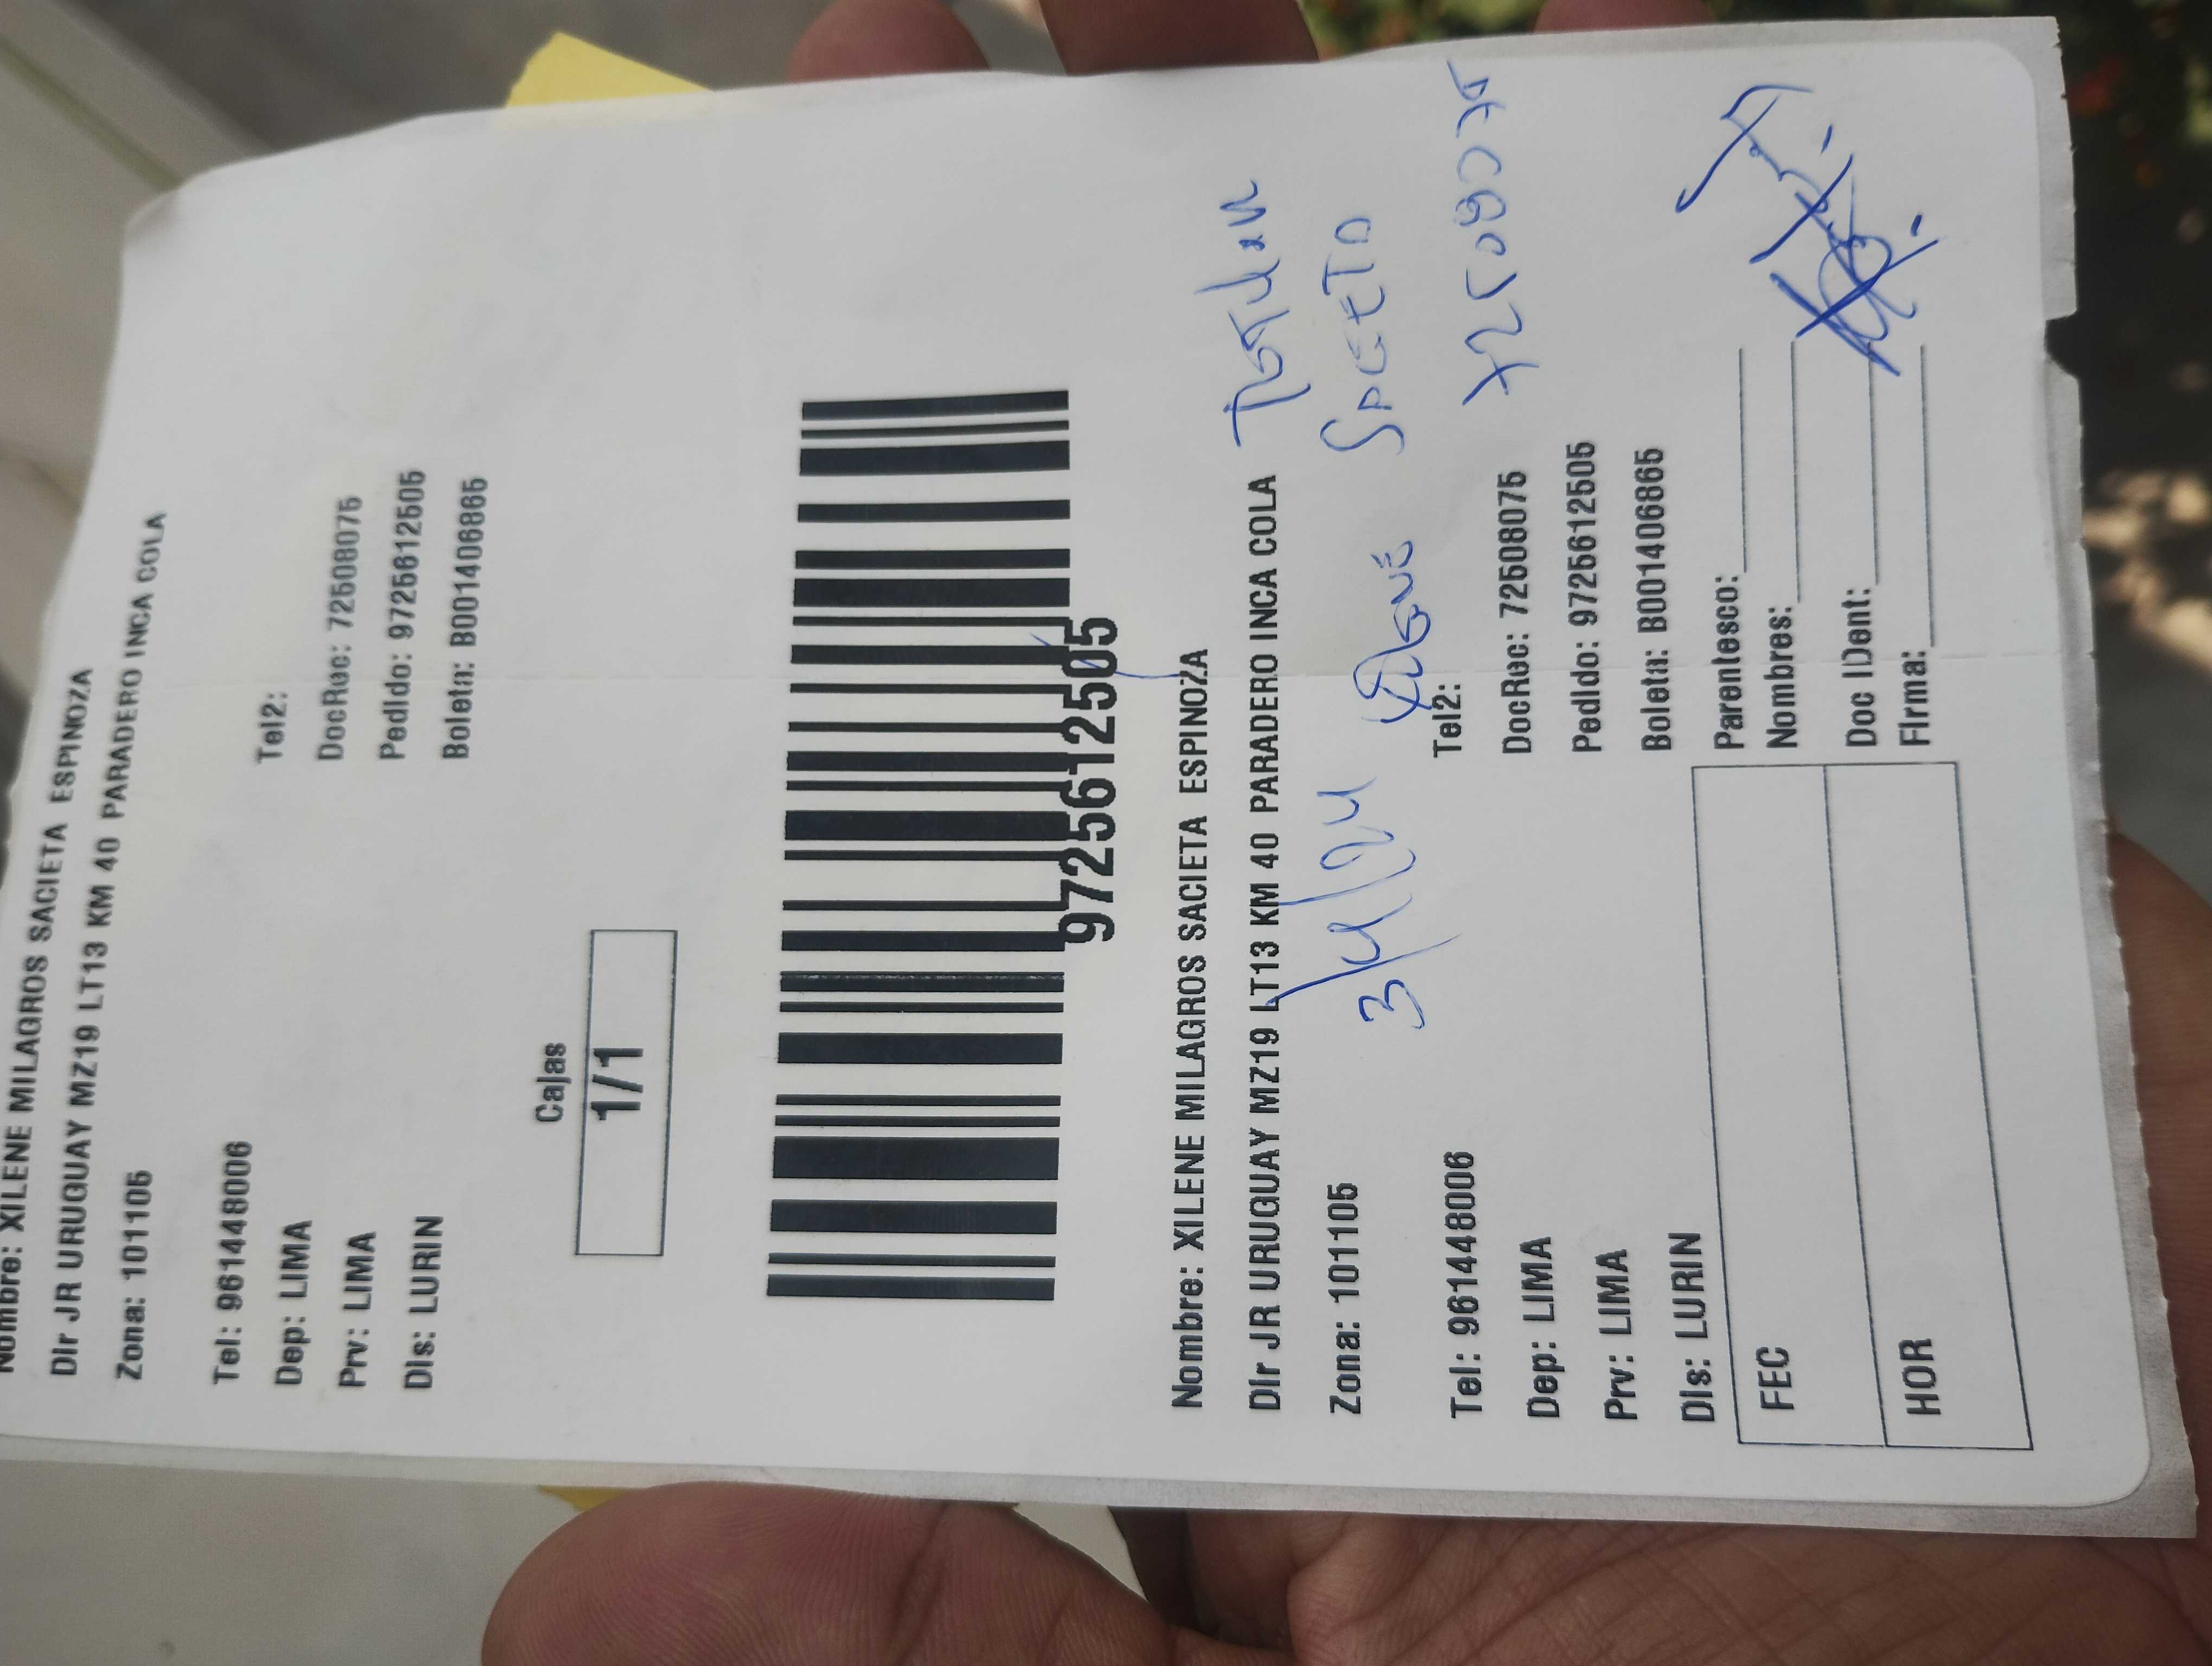 Nombre: XILENE MILAGROS SACIETA ESPINOZA
Dir JR URUGUAY MZ19 LT13 KM 40 PARADERO INCA COLA
Zona: 101105
Tel: 961448006
Tel2:
Dep: LIMA
DocRec: 72508075
Prv: LIMA
Pedido: 9725612505
Dis: LURIN
Boleta: B001406865
Cajas
1/1
9725612505
Nombre: XILENE MILAGROS SACIETA ESPINOZA
Dir JR URUGUAY MZ19 LT13 KM 40 PARADERO INCA COLA
Zona: 101105
3/4/24
Tel: 961448006
Tel2:
72508075
Dep: LIMA
DocRec: 72508075
Prv: LIMA
Pedido: 9725612505
Dis: LURIN
Boleta: B001406865
FEC
Parentesco:
Nombres:
HOR
Doc IDent:
Firma: